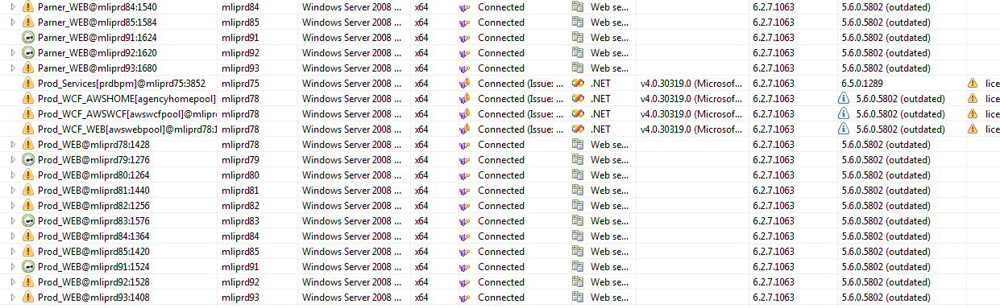 Parner_WEB@mliprd84:1540 mliprd84 Windows Server 2008 ... x64 Connected Web se... 6.2.7.1063 5.6.0.5802 (outdated)
Parner_WEB@mliprd85:1584 mliprd85 Windows Server 2008 ... x64 Connected Web se... 6.2.7.1063 5.6.0.5802 (outdated)
Parner_WEB@mliprd91:1624 mliprd91 Windows Server 2008 ... x64 Connected Web se... 6.2.7.1063 5.6.0.5802 (outdated)
Parner_WEB@mliprd92:1620 mliprd92 Windows Server 2008 ... x64 Connected Web se... 6.2.7.1063 5.6.0.5802 (outdated)
Parner_WEB@mliprd93:1680 mliprd93 Windows Server 2008 ... x64 Connected Web se... 6.2.7.1063 5.6.0.5802 (outdated)
Prod_Services[prdbpm]@mliprd75:3852 mliprd75 Windows Server 2008 ... x64 Connected (Issue: ... .NET v4.0.30319.0 (Microsof... 6.2.7.1063 6.5.0.1289 lice
Prod_WCF_AWSHOME[agencyhomepool] mliprd78 Windows Server 2008 ... x64 Connected (Issue: ... .NET v4.0.30319.0 (Microsof... 6.2.7.1063 5.6.0.5802 (outdated) lice
Prod_WCF_AWSWCF[awswcfpool]@mlipr mliprd78 Windows Server 2008 ... x64 Connected (Issue: ... .NET v4.0.30319.0 (Microsof... 6.2.7.1063 5.6.0.5802 (outdated) lice
Prod_WCF_WEB[awswebpool]@mliprd78:1 mliprd78 Windows Server 2008 ... x64 Connected (Issue: ... .NET v4.0.30319.0 (Microsof... 6.2.7.1063 5.6.0.5802 (outdated) lice
Prod_WEB@mliprd78:1428 mliprd78 Windows Server 2008 ... x64 Connected Web se... 6.2.7.1063 5.6.0.5802 (outdated)
Prod_WEB@mliprd79:1276 mliprd79 Windows Server 2008 ... x64 Connected Web se... 6.2.7.1063 5.6.0.5802 (outdated)
Prod_WEB@mliprd80:1264 mliprd80 Windows Server 2008 ... x64 Connected Web se... 6.2.7.1063 5.6.0.5802 (outdated)
Prod_WEB@mliprd81:1440 mliprd81 Windows Server 2008 ... x64 Connected Web se... 6.2.7.1063 5.6.0.5802 (outdated)
Prod_WEB@mliprd82:1256 mliprd82 Windows Server 2008 ... x64 Connected Web se... 6.2.7.1063 5.6.0.5802 (outdated)
Prod_WEB@mliprd83:1576 mliprd83 Windows Server 2008 ... x64 Connected Web se... 6.2.7.1063 5.6.0.5802 (outdated)
Prod_WEB@mliprd84:1364 mliprd84 Windows Server 2008 ... x64 Connected Web se... 6.2.7.1063 5.6.0.5802 (outdated)
Prod_WEB@mliprd85:1420 mliprd85 Windows Server 2008 ... x64 Connected Web se... 6.2.7.1063 5.6.0.5802 (outdated)
Prod_WEB@mliprd91:1524 mliprd91 Windows Server 2008 ... x64 Connected Web se... 6.2.7.1063 5.6.0.5802 (outdated)
Prod_WEB@mliprd92:1528 mliprd92 Windows Server 2008 ... x64 Connected Web se... 6.2.7.1063 5.6.0.5802 (outdated)
Prod_WEB@mliprd93:1408 mliprd93 Windows Server 2008 ... x64 Connected Web se... 6.2.7.1063 5.6.0.5802 (outdated)